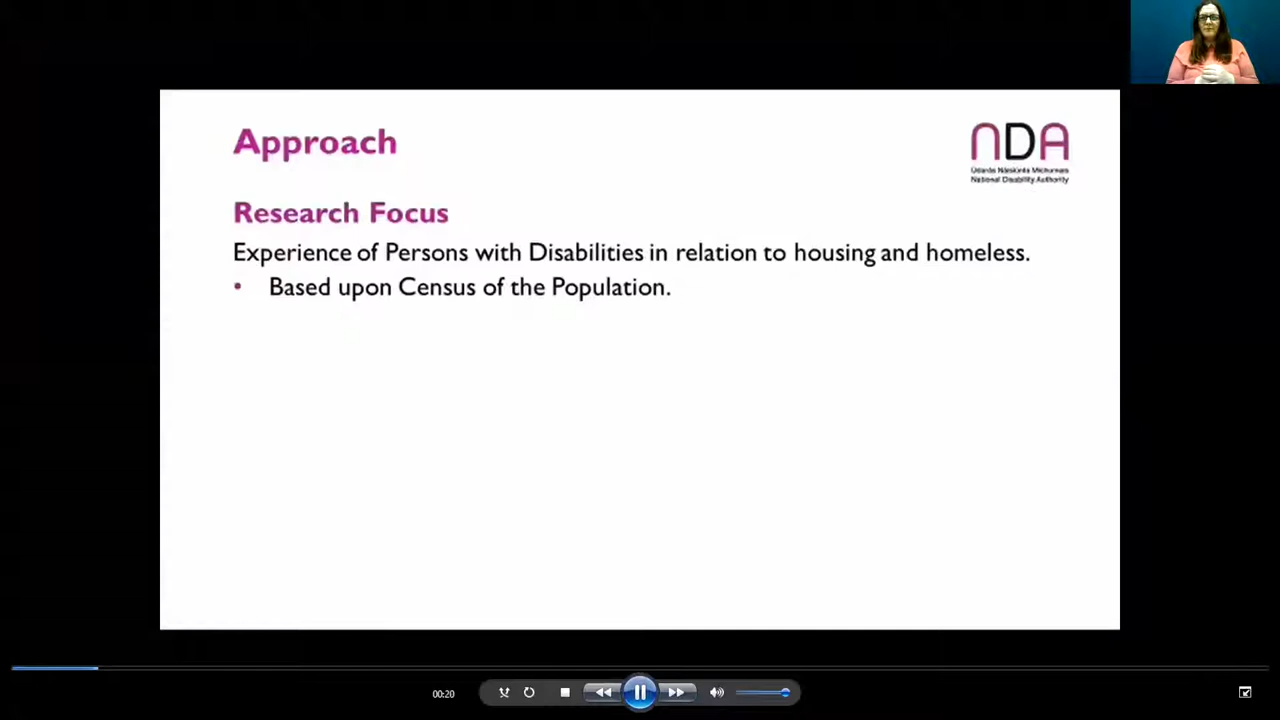 Approach
NDA
Údarás Náisiúnta Míchumais
National Disability Authority
Research Focus
Experience of Persons with Disabilities in relation to housing and homeless.
• Based upon Census of the Population.
00:20